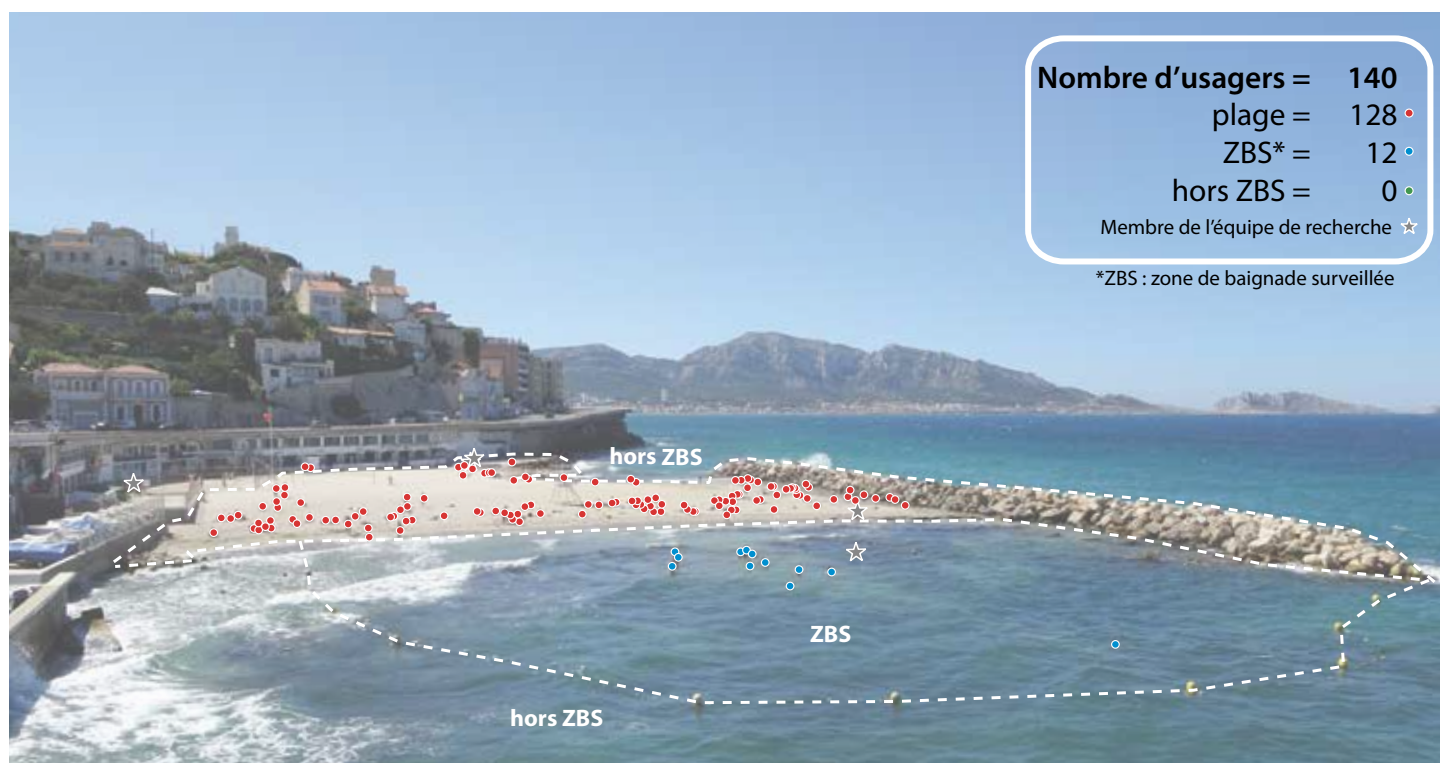 Nombre d'usagers = 140
plage = 128
ZBS* = 12
hors ZBS = 0
Membre de l'équipe de recherche
*ZBS : zone de baignade surveillée
hors ZBS
ZBS
hors ZBS